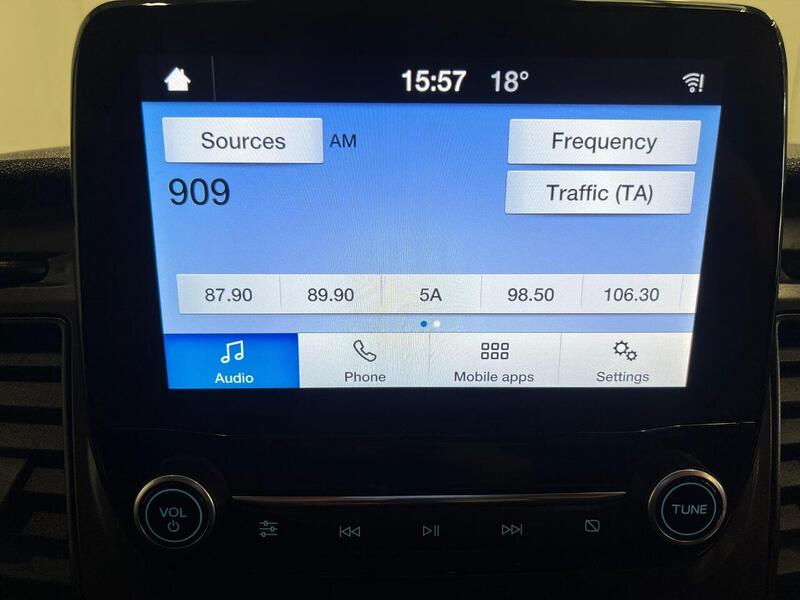 15:57 18°
Sources AM Frequency
909 Traffic (TA)
87.90 89.90 5A 98.50 106.30
Audio Phone Mobile apps Settings
VOL TUNE